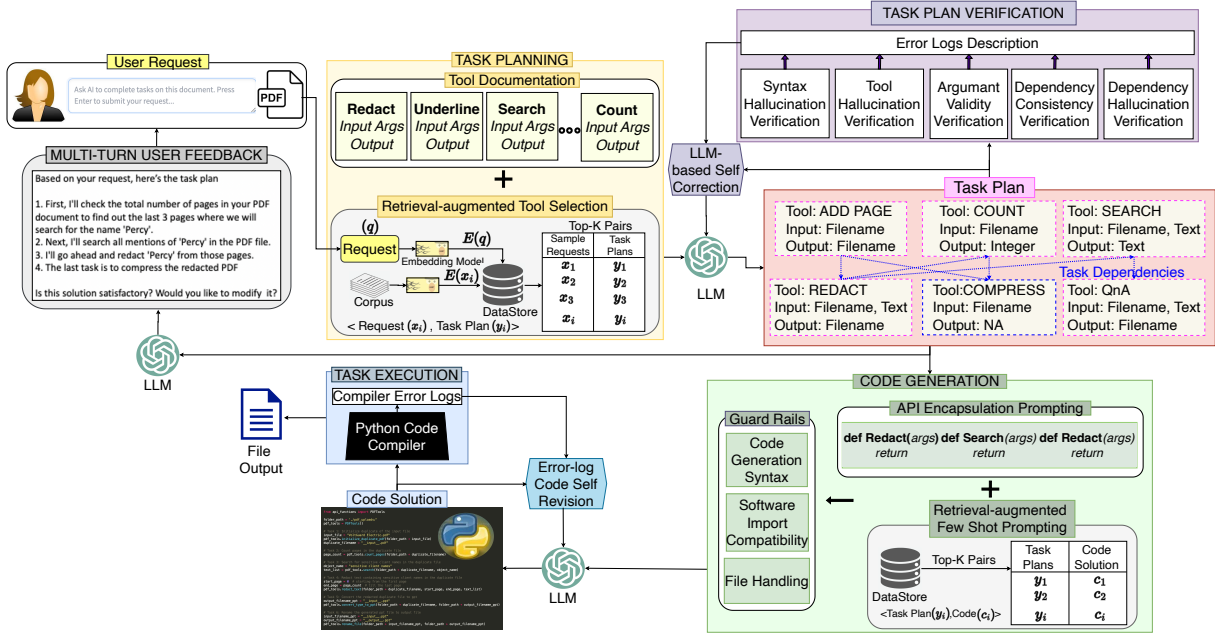 User Request
Ask AI to complete tasks on this document. Press
Enter to submit your request...
PDF
MULTI-TURN USER FEEDBACK
Based on your request, here's the task plan
1. First, I'll check the total number of pages in your PDF
document to find out the last 3 pages where we will
search for the name 'Percy'.
2. Next, I'll search all mentions of 'Percy' in the PDF file.
3. I'll go ahead and redact 'Percy' from those pages.
4. The last task is to compress the redacted PDF
Is this solution satisfactory? Would you like to modify it?
LLM
TASK PLANNING
Tool Documentation
Redact
Input Args
Output
Underline
Input Args
Output
Search
Input Args
Output
Count
Input Args
Output
+
Retrieval-augmented Tool Selection
(q)
Request
E(q)
Embedding Model
Corpus
E(xᵢ)
DataStore
< Request (xᵢ) , Task Plan (yᵢ)>
Top-K Pairs
Sample Requests
Task Plans
x₁ y₁
x₂ y₂
x₃ y₃
xᵢ yᵢ
TASK PLAN VERIFICATION
Error Logs Description
Syntax
Hallucination
Verification
Tool
Hallucination
Verification
Argumant
Validity
Verification
Dependency
Consistency
Verification
Dependency
Hallucination
Verification
LLM-
based Self
Correction
LLM
Task Plan
Tool: ADD PAGE
Input: Filename
Output: Filename
Tool: COUNT
Input: Filename
Output: Integer
Tool: SEARCH
Input: Filename, Text
Output: Text
Task Dependencies
Tool: REDACT
Input: Filename, Text
Output: Filename
Tool:COMPRESS
Input: Filename
Output: NA
Tool: QnA
Input: Filename, Text
Output: Filename
TASK EXECUTION
Compiler Error Logs
Python Code
Compiler
File
Output
Error-log
Code Self
Revision
Code Solution
LLM
CODE GENERATION
Guard Rails
Code
Generation
Syntax
Software
Import
Compatibility
File Handling
API Encapsulation Prompting
def Redact(args) def Search(args) def Redact(args)
return return return
+
Retrieval-augmented
Few Shot Prompting
DataStore
Top-K Pairs
<Task Plan(yᵢ),Code(cᵢ)>
Task Plans
Code Solution
y₁ c₁
y₂ c₂
yᵢ cᵢ